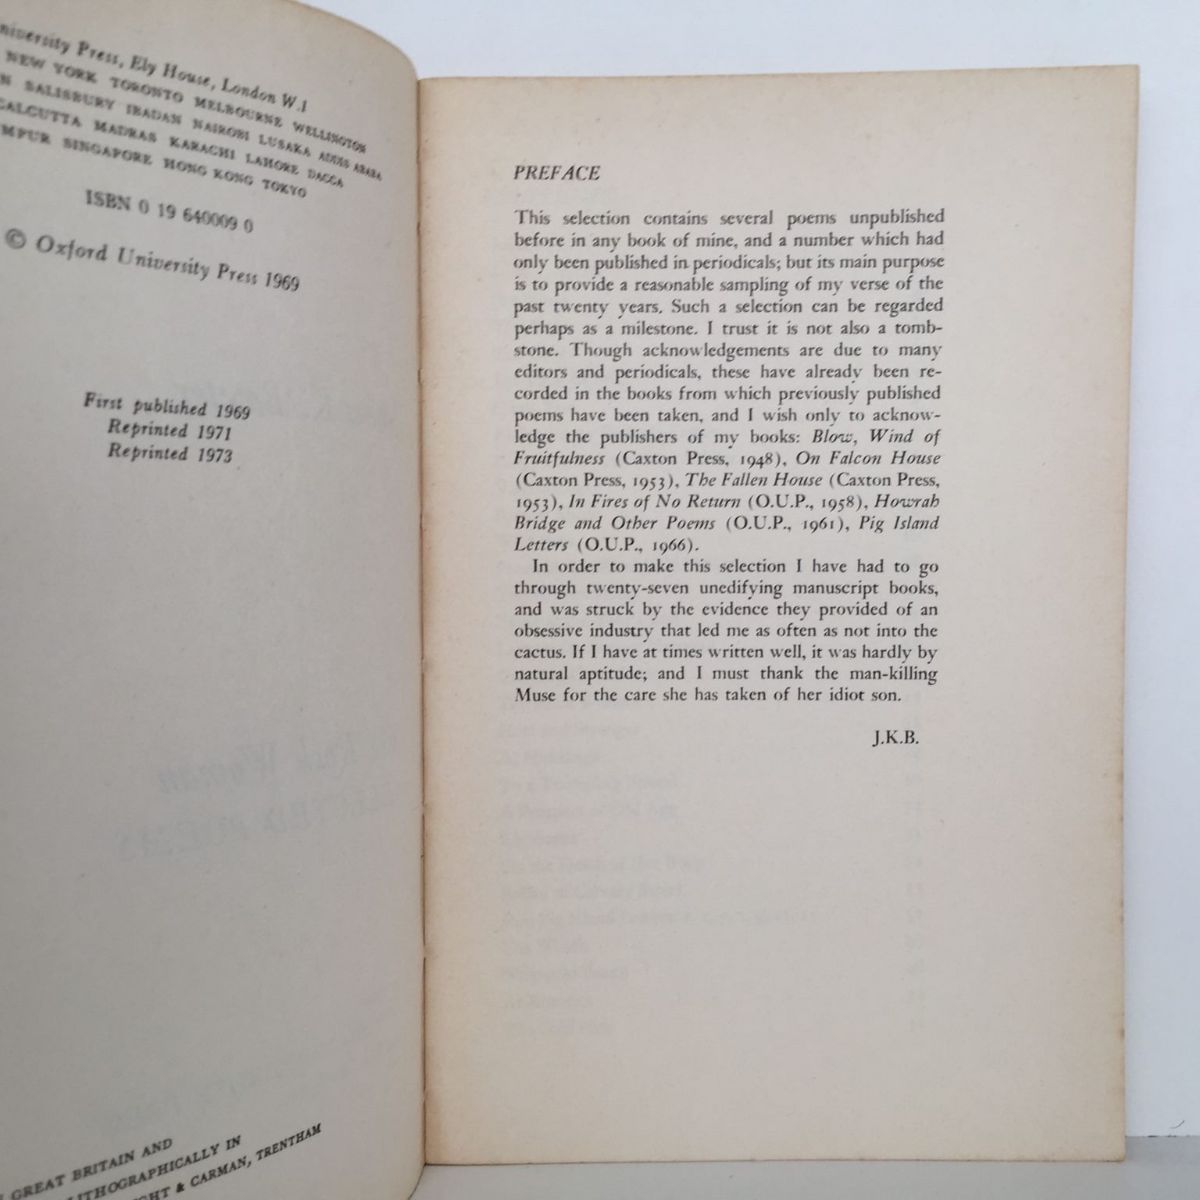 niversity Press, Ely House, London W.1
NEW YORK TORONTO MELBOURNE WELLINGTON
N SALISBURY IBADAN NAIROBI LUSAKA ADDIS ABABA
CALCUTTA MADRAS KARACHI LAHORE DACCA
MPUR SINGAPORE HONG KONG TOKYO
ISBN 0 19 640009 0
© Oxford University Press 1969
First published 1969
Reprinted 1971
Reprinted 1973
GREAT BRITAIN AND
LITHOGRAPHICALLY IN
GHT & CARMAN, TRENTHAM
PREFACE
This selection contains several poems unpublished
before in any book of mine, and a number which had
only been published in periodicals; but its main purpose
is to provide a reasonable sampling of my verse of the
past twenty years. Such a selection can be regarded
perhaps as a milestone. I trust it is not also a tomb-
stone. Though acknowledgements are due to many
editors and periodicals, these have already been re-
corded in the books from which previously published
poems have been taken, and I wish only to acknow-
ledge the publishers of my books: Blow, Wind of
Fruitfulness (Caxton Press, 1948), On Falcon House
(Caxton Press, 1953), The Fallen House (Caxton Press,
1953), In Fires of No Return (O.U.P., 1958), Howrah
Bridge and Other Poems (O.U.P., 1961), Pig Island
Letters (O.U.P., 1966).
In order to make this selection I have had to go
through twenty-seven unedifying manuscript books,
and was struck by the evidence they provided of an
obsessive industry that led me as often as not into the
cactus. If I have at times written well, it was hardly by
natural aptitude; and I must thank the man-killing
Muse for the care she has taken of her idiot son.
J.K.B.